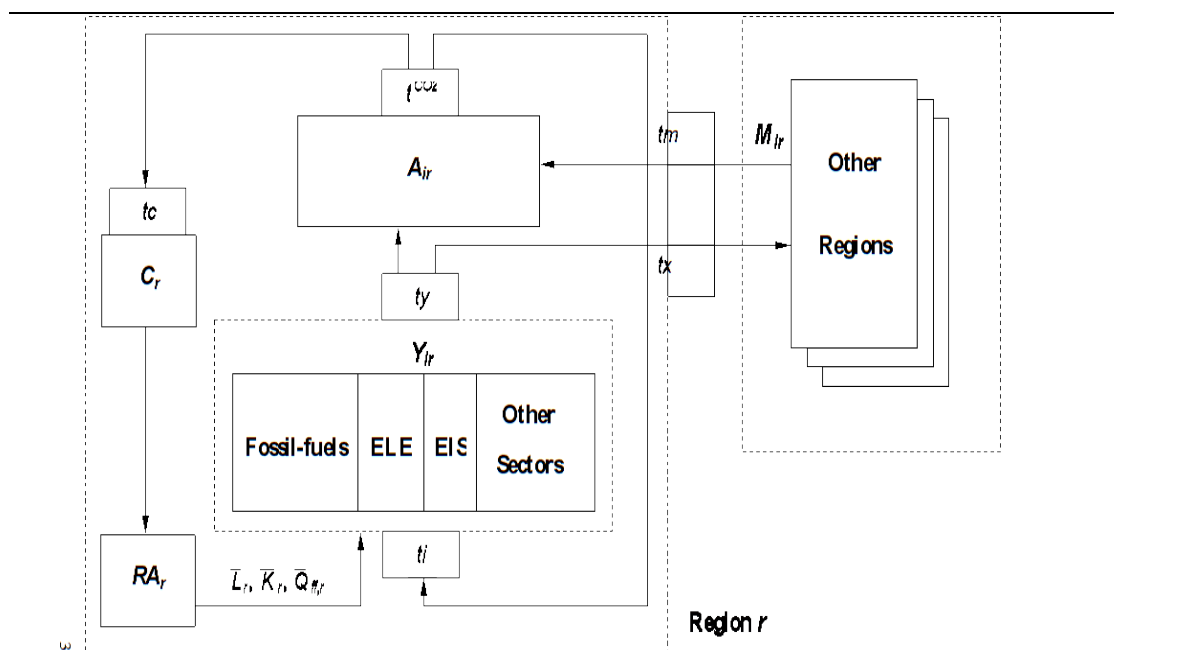 t^CO2
tm
M_ir
A_ir
Other
tc
Regions
tx
C_r
ty
Y_ir
Other
Fossil-fuels
ELE
EIS
Sectors
ti
RA_r
L̅_r, K̅_r, Q̅_ff,r
Region r
3